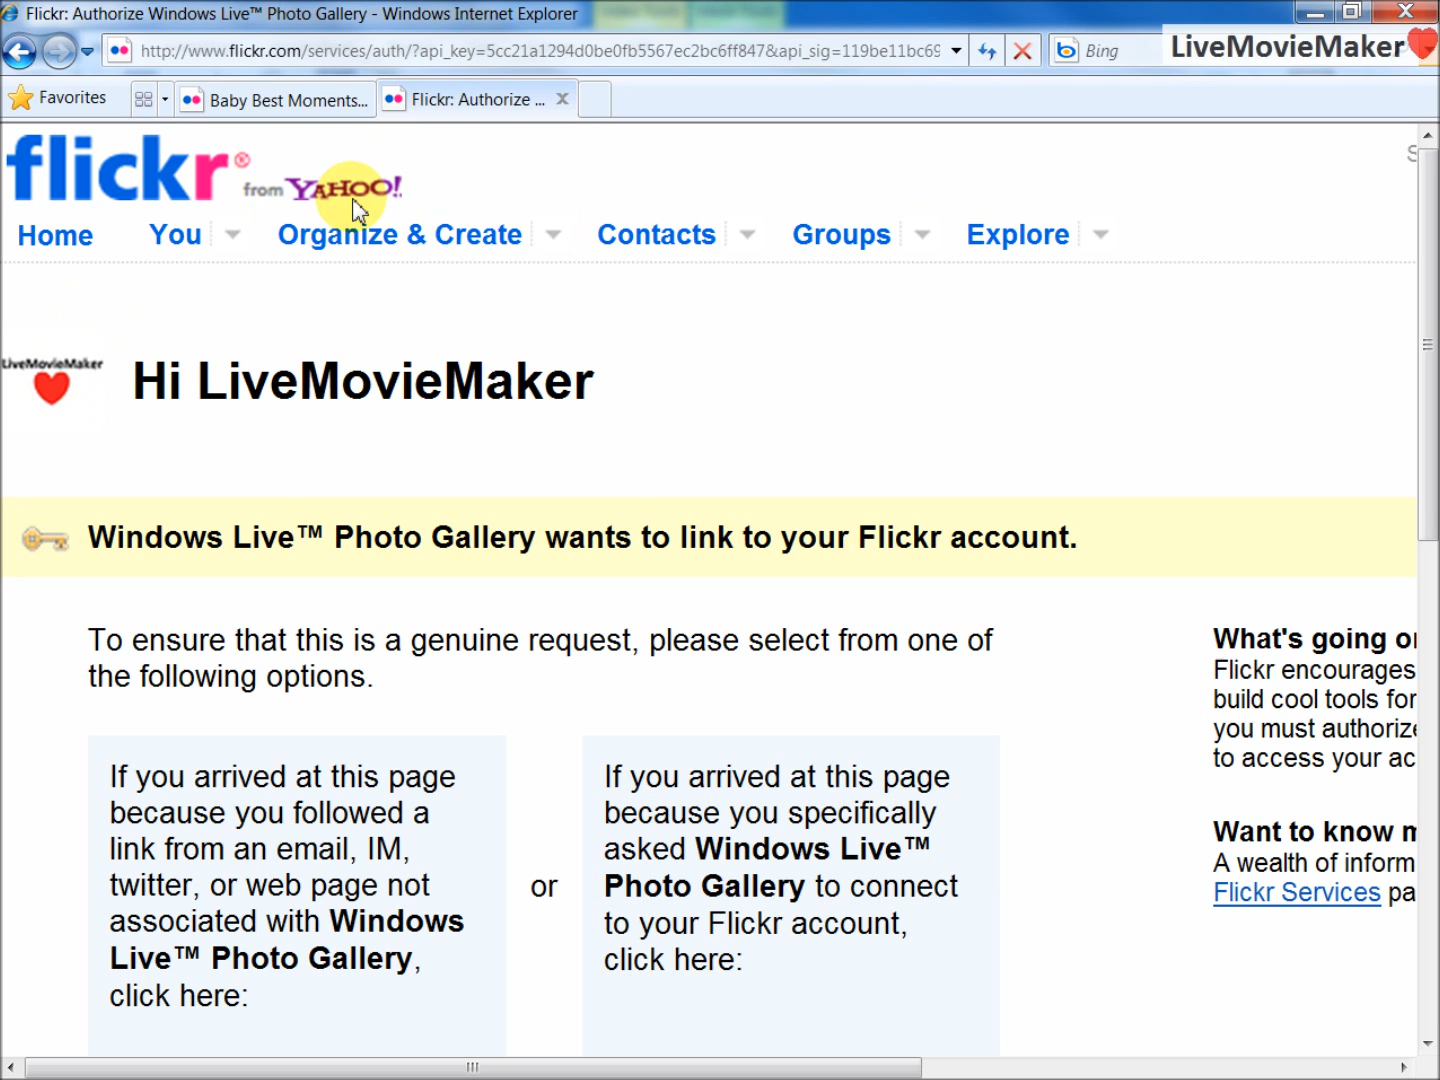 Flickr: Authorize Windows Live™ Photo Gallery - Windows Internet Explorer
http://www.flickr.com/services/auth/?api_key=5cc21a1294d0be0fb5567ec2bc6ff847&api_sig=119be11bc69
Bing
LiveMovieMaker
Favorites
Baby Best Moments...
Flickr: Authorize ...
flickr® from YAHOO!
Home You Organize & Create Contacts Groups Explore
LiveMovieMaker
Hi LiveMovieMaker
Windows Live™ Photo Gallery wants to link to your Flickr account.
To ensure that this is a genuine request, please select from one of
the following options.
If you arrived at this page
because you followed a
link from an email, IM,
twitter, or web page not
associated with Windows
Live™ Photo Gallery,
click here:
or
If you arrived at this page
because you specifically
asked Windows Live™
Photo Gallery to connect
to your Flickr account,
click here:
What's going o
Flickr encourages
build cool tools for
you must authorize
to access your ac
Want to know m
A wealth of inform
Flickr Services pa